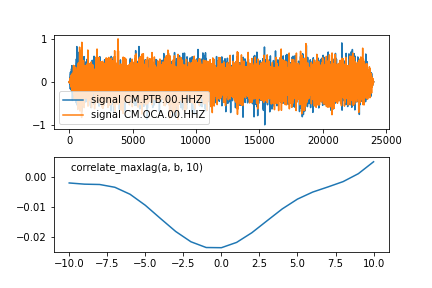 1
0
−1
signal CM.PTB.00.HHZ
signal CM.OCA.00.HHZ
0 5000 10000 15000 20000 25000
correlate_maxlag(a, b, 10)
0.00
−0.01
−0.02
−10.0 −7.5 −5.0 −2.5 0.0 2.5 5.0 7.5 10.0